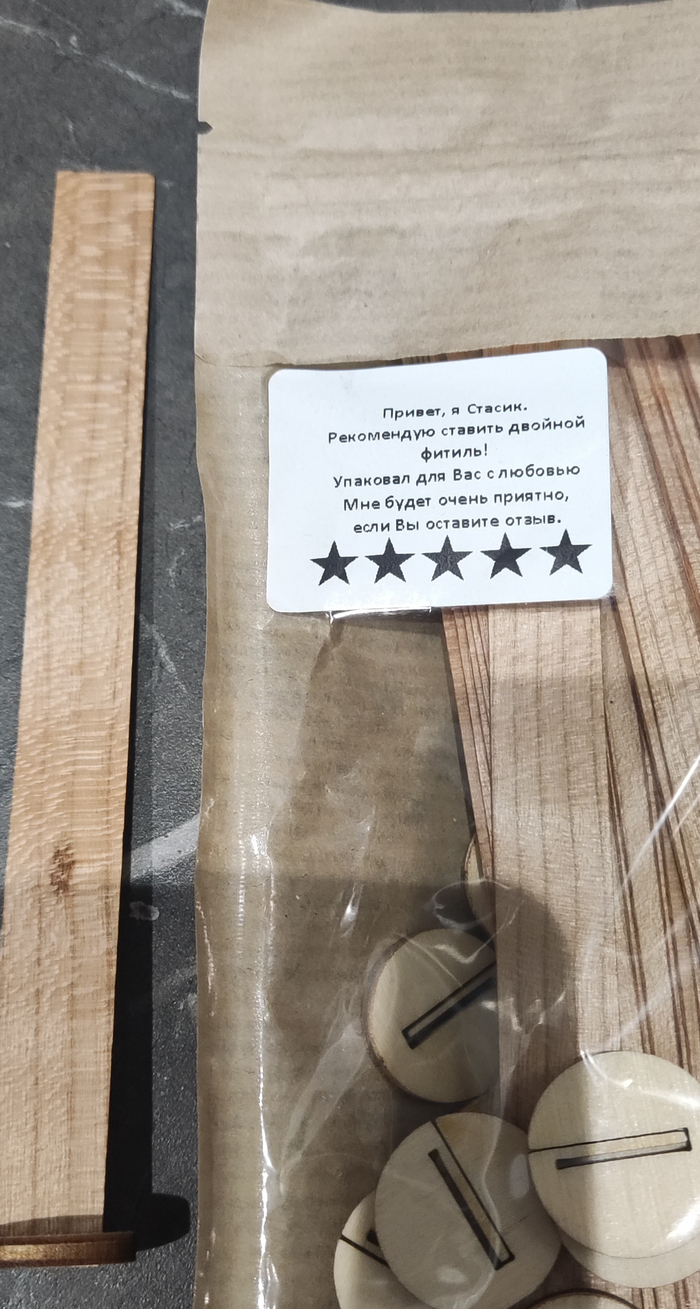 Привет, я Стасик.
Рекомендую ставить двойной
фитиль!
Упаковал для Вас с любовью
Мне будет очень приятно,
если Вы оставите отзыв.